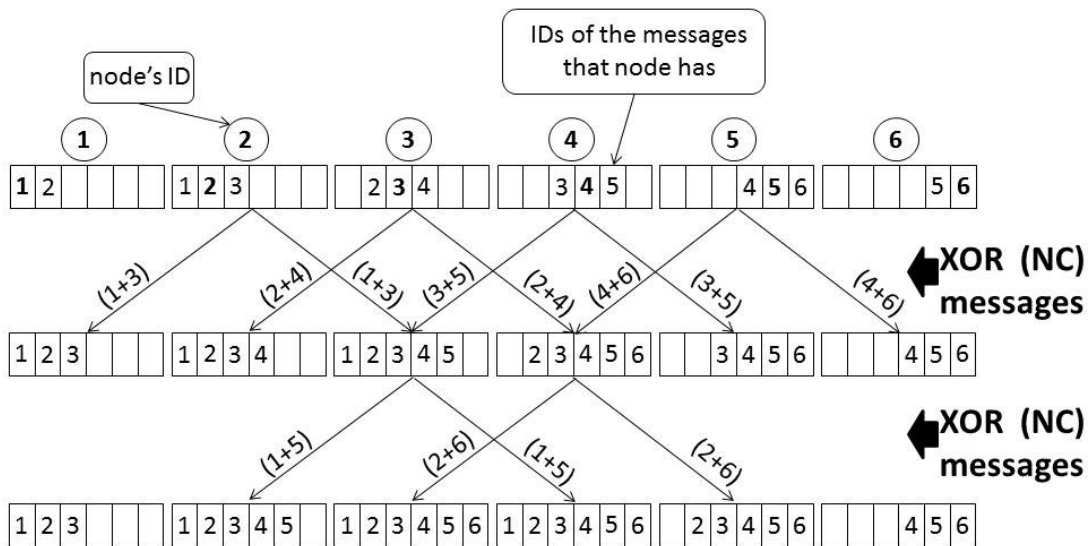 IDs of the messages
that node has
node's ID
1 2 3 4 5 6
1 2 1 2 3 2 3 4 3 4 5 4 5 6 5 6
(1+3) (2+4) (1+3) (3+5) (2+4) (4+6) (3+5) (4+6)
XOR (NC)
messages
1 2 3 1 2 3 4 1 2 3 4 5 2 3 4 5 6 3 4 5 6 4 5 6
(1+5) (2+6) (1+5) (2+6)
XOR (NC)
messages
1 2 3 1 2 3 4 5 1 2 3 4 5 6 1 2 3 4 5 6 2 3 4 5 6 4 5 6